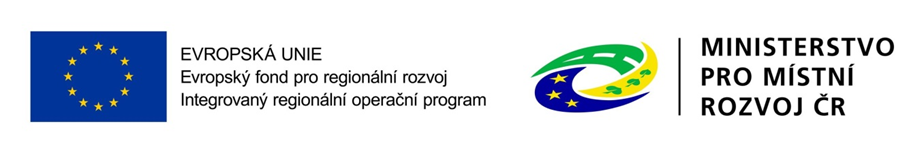 EVROPSKÁ UNIE
Evropský fond pro regionální rozvoj
Integrovaný regionální operační program
MINISTERSTVO
PRO MÍSTNÍ
ROZVOJ ČR